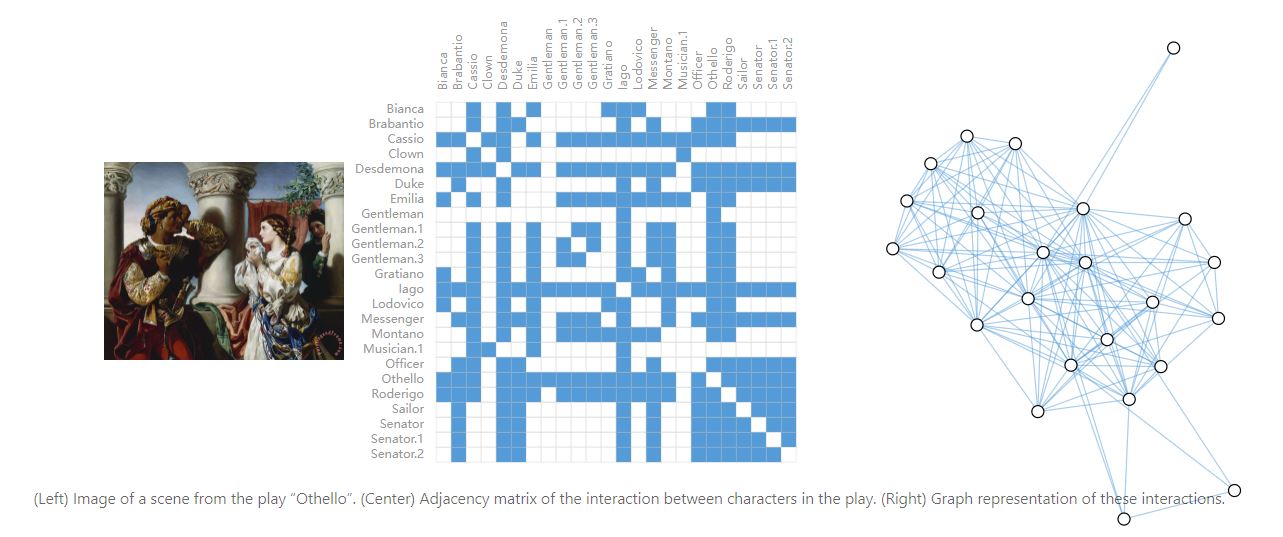 Bianca
Brabantio
Cassio
Clown
Desdemona
Duke
Emilia
Gentleman
Gentleman.1
Gentleman.2
Gentleman.3
Gratiano
Iago
Lodovico
Messenger
Montano
Musician.1
Officer
Othello
Roderigo
Sailor
Senator
Senator.1
Senator.2
Bianca
Brabantio
Cassio
Clown
Desdemona
Duke
Emilia
Gentleman
Gentleman.1
Gentleman.2
Gentleman.3
Gratiano
Iago
Lodovico
Messenger
Montano
Musician.1
Officer
Othello
Roderigo
Sailor
Senator
Senator.1
Senator.2
(Left) Image of a scene from the play “Othello”. (Center) Adjacency matrix of the interaction between characters in the play. (Right) Graph representation of these interactions.